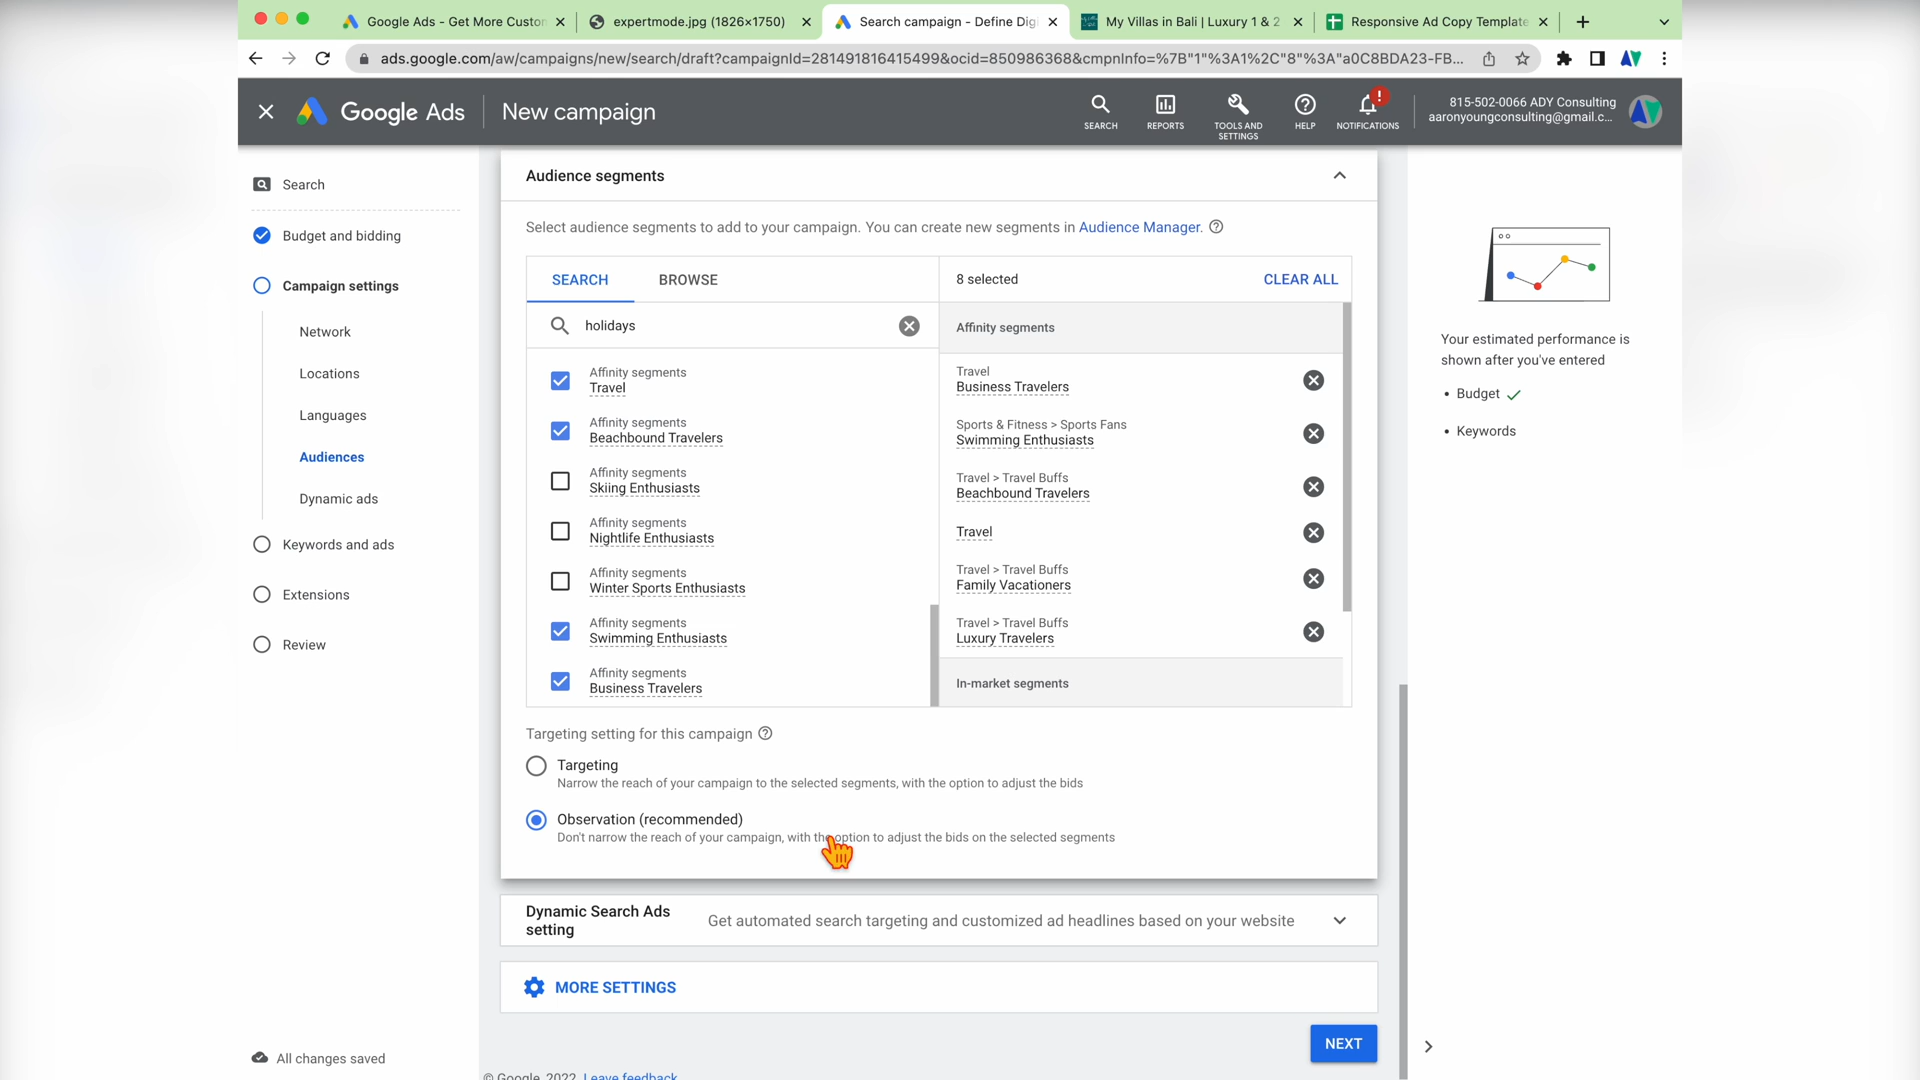 Google Ads - Get More Custon
expertmode.jpg (1826×1750)
Search campaign - Define Dig
My Villas in Bali | Luxury 1 & 2
Responsive Ad Copy Template
ads.google.com/aw/campaigns/new/search/draft?campaignId=281491816415499&ocid=850986368&cmpnInfo=%7B"1"%3A1%2C"8"%3A"a0C8BDA23-FB...
Google Ads
New campaign
SEARCH
REPORTS
TOOLS AND
SETTINGS
HELP
!
NOTIFICATIONS
815-502-0066 ADY Consulting
aaronyoungconsulting@gmail.c...
Search
Budget and bidding
Campaign settings
Network
Locations
Languages
Audiences
Dynamic ads
Keywords and ads
Extensions
Review
All changes saved
Audience segments
Select audience segments to add to your campaign. You can create new segments in Audience Manager.
SEARCH
BROWSE
8 selected
CLEAR ALL
holidays
Affinity segments
Travel
Affinity segments
Beachbound Travelers
Affinity segments
Skiing Enthusiasts
Affinity segments
Nightlife Enthusiasts
Affinity segments
Winter Sports Enthusiasts
Affinity segments
Swimming Enthusiasts
Affinity segments
Business Travelers
Affinity segments
Travel
Business Travelers
Sports & Fitness > Sports Fans
Swimming Enthusiasts
Travel > Travel Buffs
Beachbound Travelers
Travel
Travel > Travel Buffs
Family Vacationers
Travel > Travel Buffs
Luxury Travelers
In-market segments
Targeting setting for this campaign
Targeting
Narrow the reach of your campaign to the selected segments, with the option to adjust the bids
Observation (recommended)
Don't narrow the reach of your campaign, with the option to adjust the bids on the selected segments
Dynamic Search Ads
setting
Get automated search targeting and customized ad headlines based on your website
MORE SETTINGS
NEXT
© Google, 2022. Leave feedback
Your estimated performance is
shown after you've entered
• Budget
• Keywords